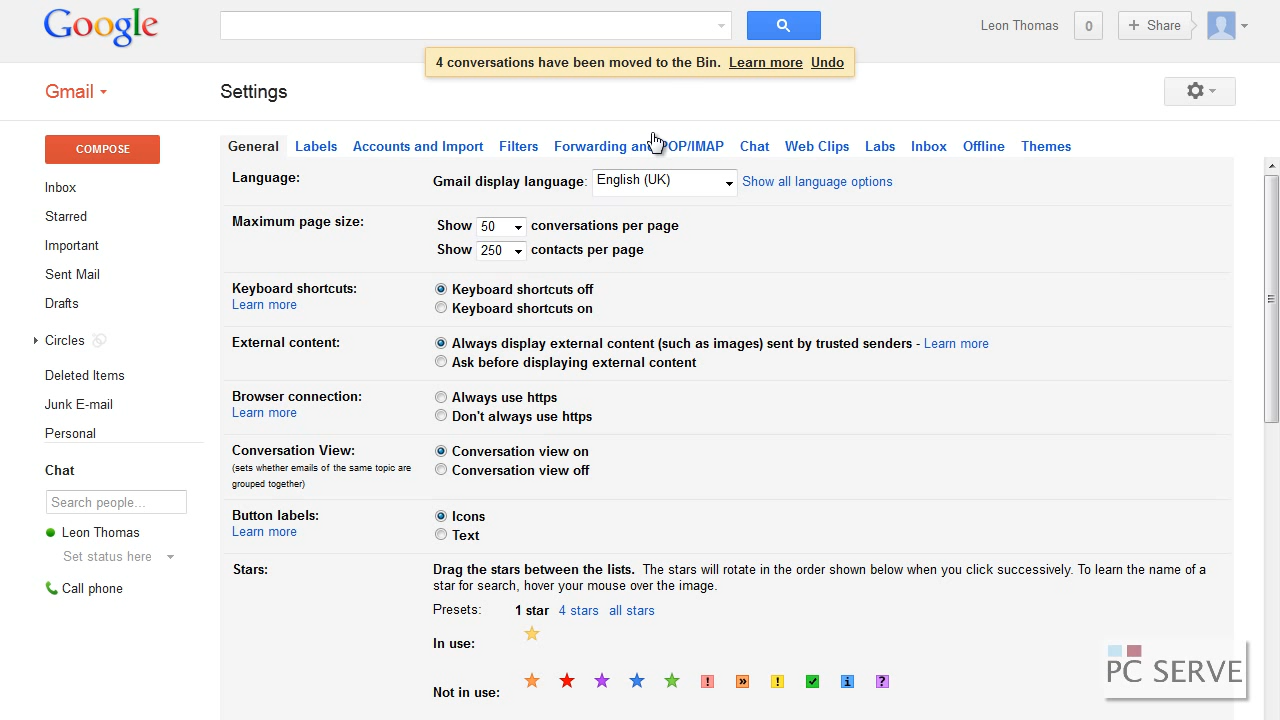 Google
Leon Thomas 0 + Share
4 conversations have been moved to the Bin. Learn more Undo
Gmail Settings
COMPOSE
General Labels Accounts and Import Filters Forwarding and POP/IMAP Chat Web Clips Labs Inbox Offline Themes
Inbox
Starred
Important
Sent Mail
Drafts
Circles
Deleted Items
Junk E-mail
Personal
Chat
Search people...
Leon Thomas
Set status here
Call phone
Language: Gmail display language: English (UK) Show all language options
Maximum page size: Show 50 conversations per page
Show 250 contacts per page
Keyboard shortcuts: Keyboard shortcuts off
Learn more Keyboard shortcuts on
External content: Always display external content (such as images) sent by trusted senders - Learn more
Ask before displaying external content
Browser connection: Always use https
Learn more Don't always use https
Conversation View: Conversation view on
(sets whether emails of the same topic are Conversation view off
grouped together)
Button labels: Icons
Learn more Text
Stars: Drag the stars between the lists. The stars will rotate in the order shown below when you click successively. To learn the name of a
star for search, hover your mouse over the image.
Presets: 1 star 4 stars all stars
In use:
Not in use: ! » ! i ?
PC SERVE